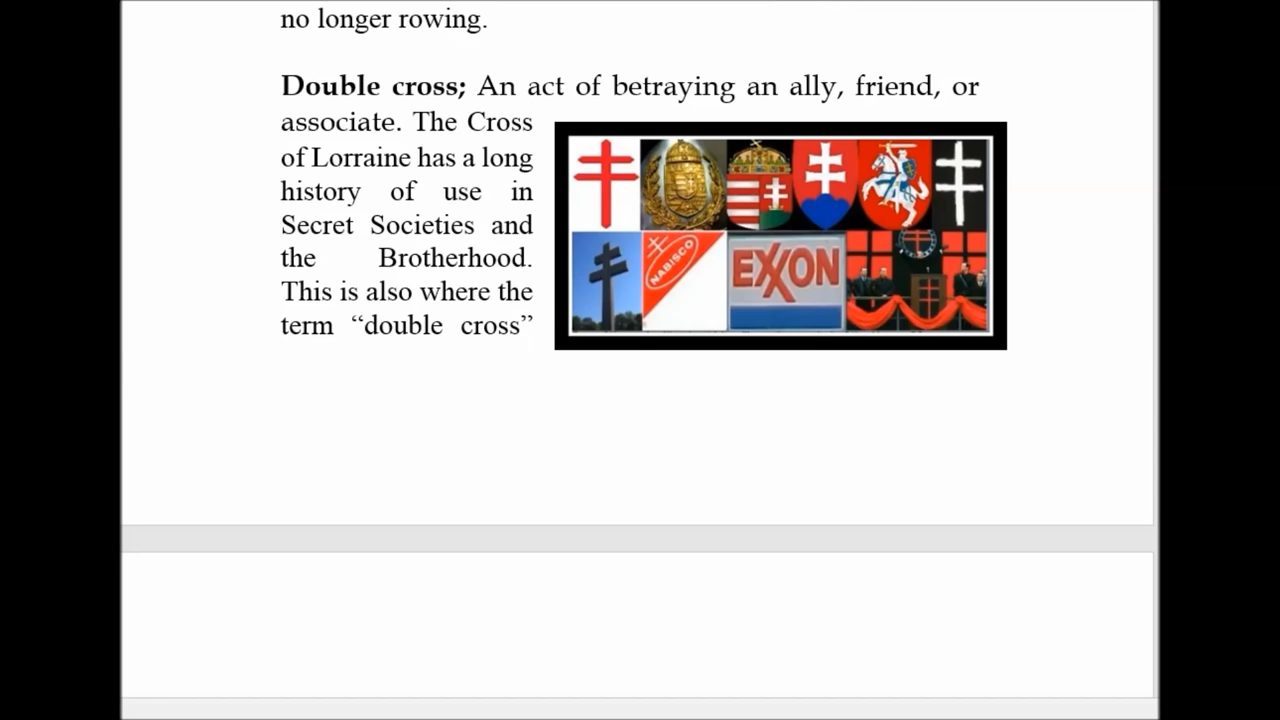 no longer rowing.
Double cross; An act of betraying an ally, friend, or
associate. The Cross
of Lorraine has a long
history of use in
Secret Societies and
the Brotherhood.
This is also where the
term “double cross”
NABISCO
EXXON